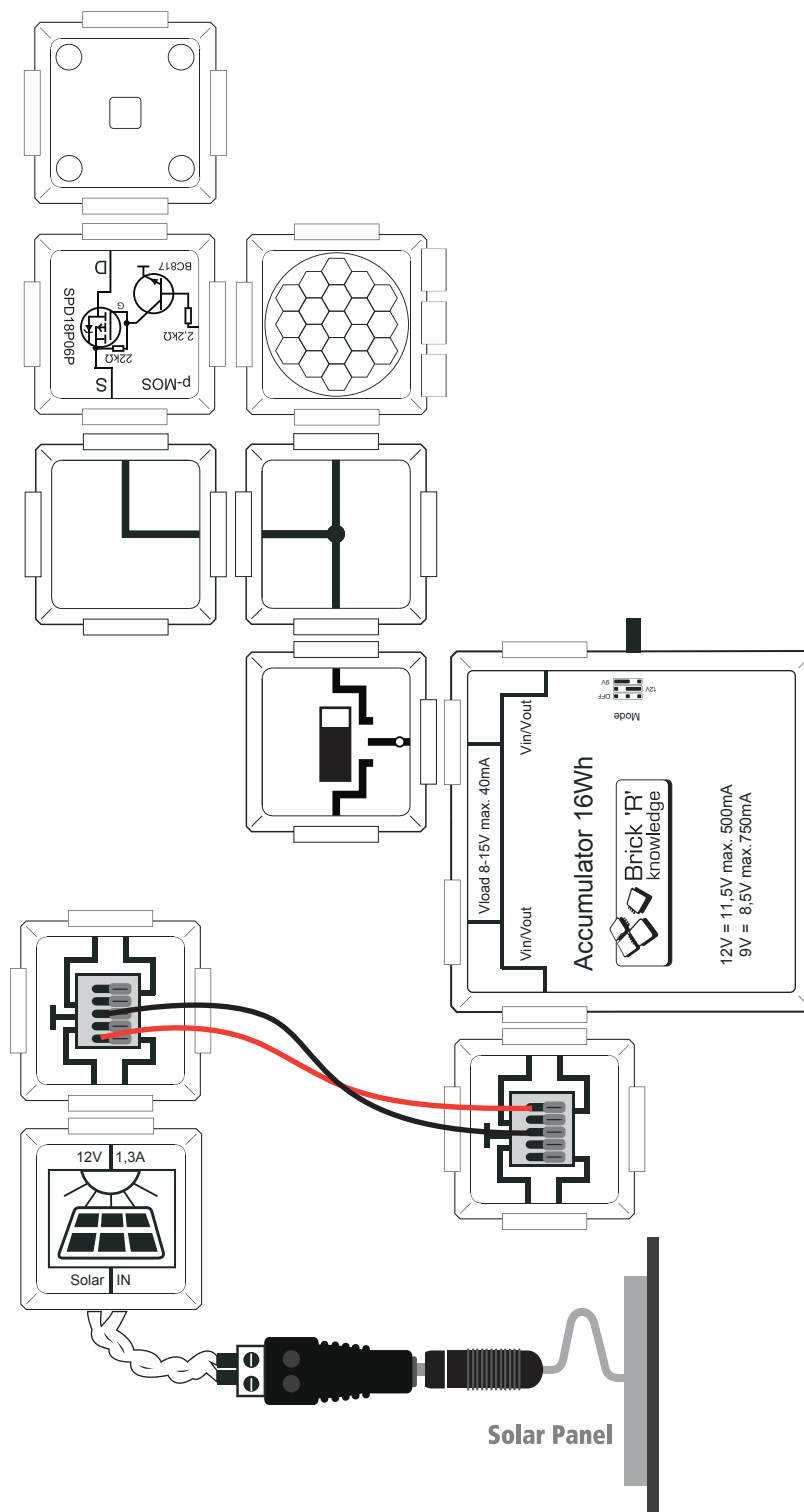 D
BC817
SPD18P06P
G
22kΩ
2,2kΩ
S
p-MOS
Vload 8-15V max. 40mA
Vin/Vout
Vin/Vout
OFF
12V
9V
Mode
Accumulator 16Wh
Brick 'R'
knowledge
12V = 11,5V max. 500mA
9V = 8,5V max.750mA
12V 1,3A
Solar IN
Solar Panel